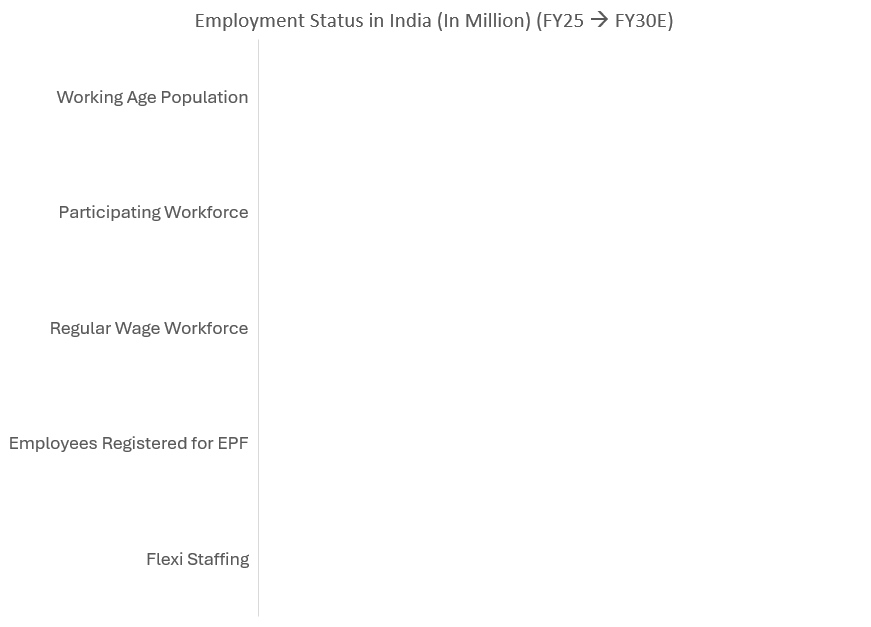 Employment Status in India (In Million) (FY25 → FY30E)
Working Age Population
Participating Workforce
Regular Wage Workforce
Employees Registered for EPF
Flexi Staffing